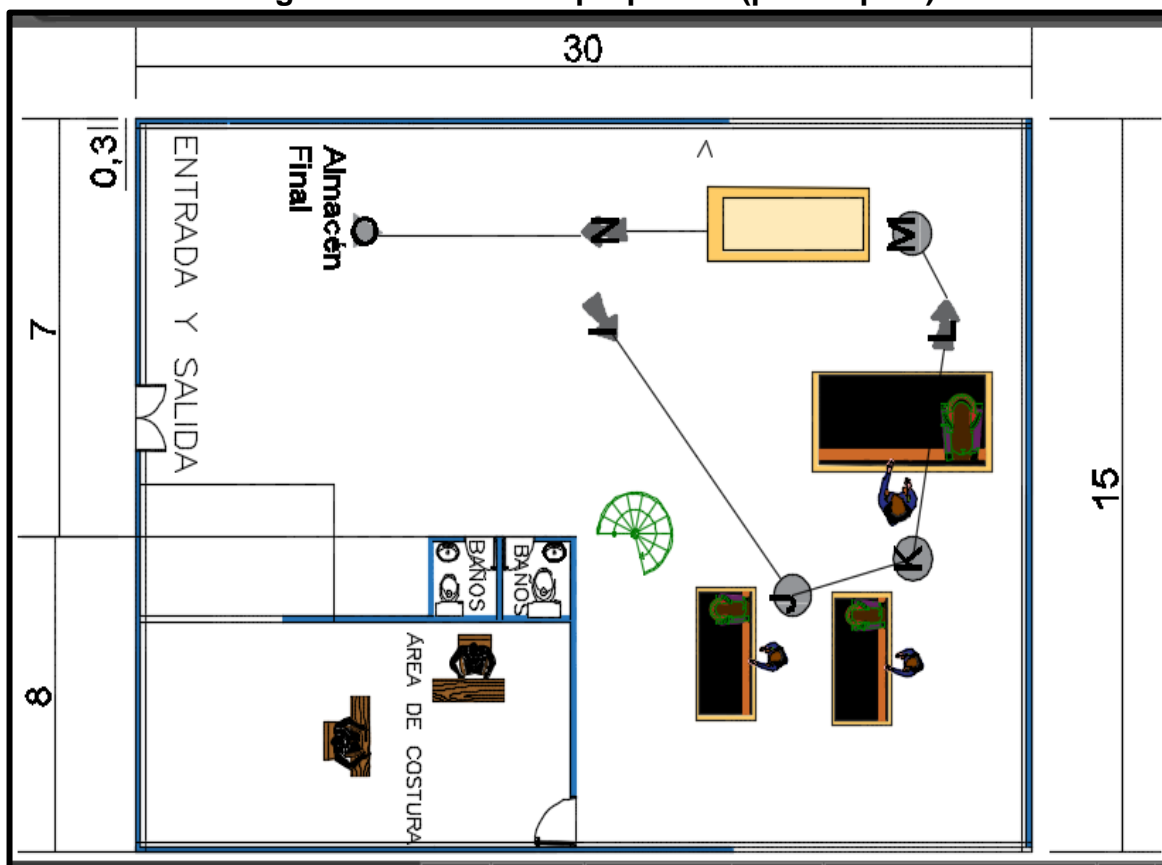 30
0,3
7
8
15
ENTRADA Y SALIDA
Almacén
Final
O
N
M
I
L
K
J
BAÑOS
BAÑOS
ÁREA DE COSTURA